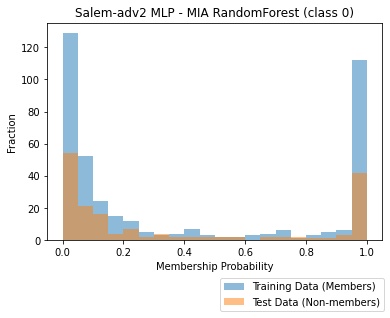 Salem-adv2 MLP - MIA RandomForest (class 0)
120
100
80
60
40
20
0
Fraction
0.0 0.2 0.4 0.6 0.8 1.0
Membership Probability
Training Data (Members)
Test Data (Non-members)